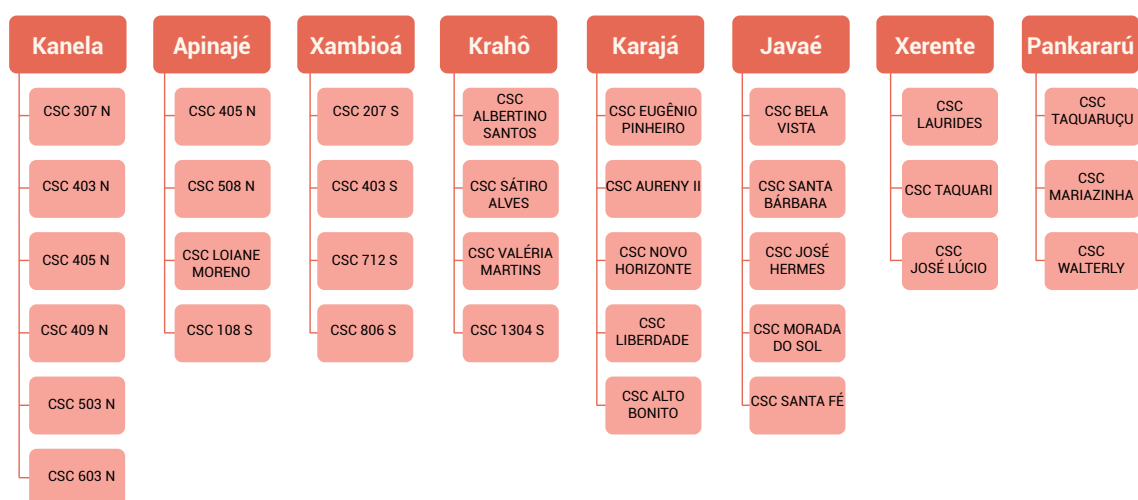 Kanela
CSC 307 N
CSC 403 N
CSC 405 N
CSC 409 N
CSC 503 N
CSC 603 N
Apinajé
CSC 405 N
CSC 508 N
CSC LOIANE
MORENO
CSC 108 S
Xambioá
CSC 207 S
CSC 403 S
CSC 712 S
CSC 806 S
Krahô
CSC
ALBERTINO
SANTOS
CSC SÁTIRO
ALVES
CSC VALÉRIA
MARTINS
CSC 1304 S
Karajá
CSC EUGÊNIO
PINHEIRO
CSC AURENY II
CSC NOVO
HORIZONTE
CSC
LIBERDADE
CSC ALTO
BONITO
Javaé
CSC BELA
VISTA
CSC SANTA
BÁRBARA
CSC JOSÉ
HERMES
CSC MORADA
DO SOL
CSC SANTA FÉ
Xerente
CSC
LAURIDES
CSC TAQUARI
CSC
JOSÉ LÚCIO
Pankararú
CSC
TAQUARUÇU
CSC
MARIAZINHA
CSC
WALTERLY